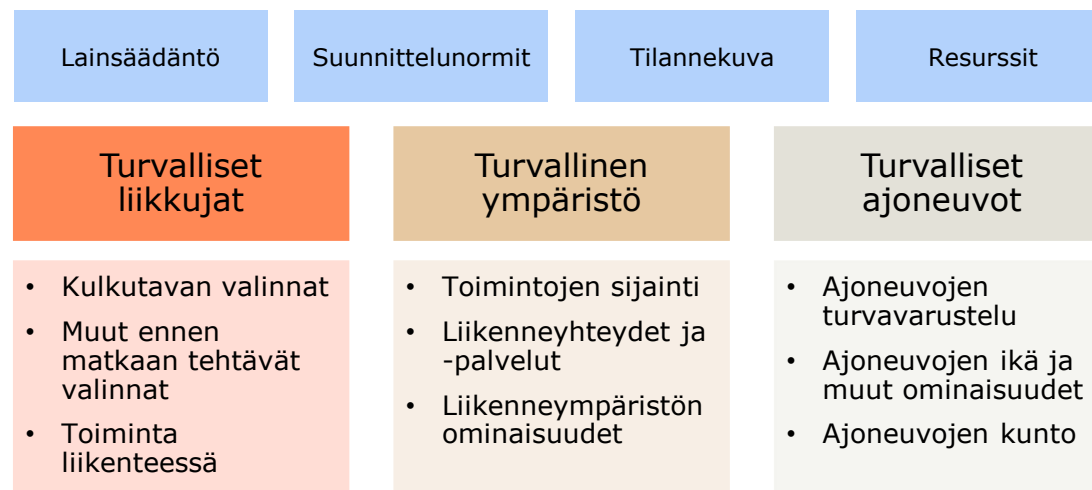 Lainsäädäntö
Suunnittelunormit
Tilannekuva
Resurssit
Turvalliset
liikkujat
• Kulkutavan valinnat
• Muut ennen
matkaan tehtävät
valinnat
• Toiminta
liikenteessä
Turvallinen
ympäristö
• Toimintojen sijainti
• Liikenneyhteydet ja
-palvelut
• Liikenneympäristön
ominaisuudet
Turvalliset
ajoneuvot
• Ajoneuvojen
turvavarustelu
• Ajoneuvojen ikä ja
muut ominaisuudet
• Ajoneuvojen kunto